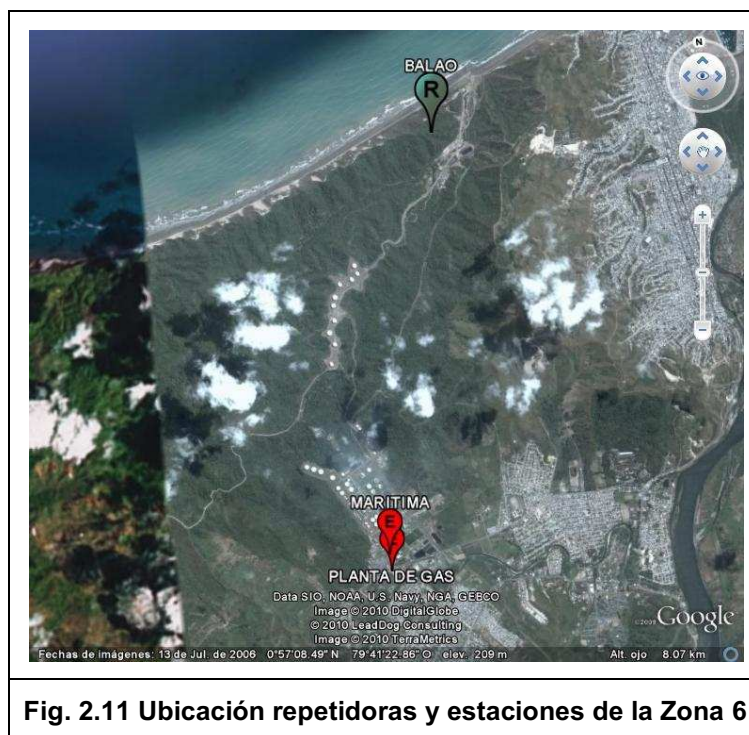 N
BALAO
R
MARITIMA
E
PLANTA DE GAS
Data SIO, NOAA, U.S. Navy, NGA, GEBCO
Image © 2010 DigitalGlobe
© 2010 LeadDog Consulting
Image © 2010 TerraMetrics
©2009 Google
Fechas de imágenes: 13 de Jul. de 2006 0°57'08.49" N 79°41'22.86" O elev. 209 m Alt. ojo 8.07 km
Fig. 2.11 Ubicación repetidoras y estaciones de la Zona 6